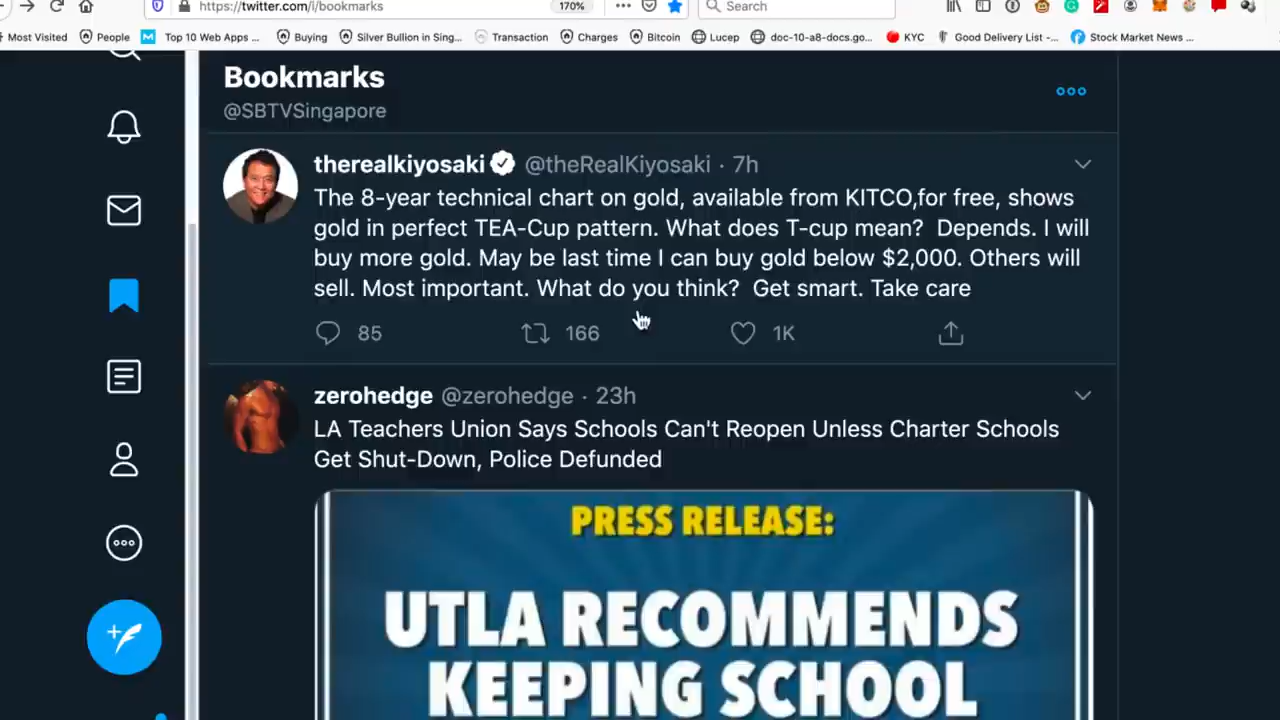 https://twitter.com/i/bookmarks
170%
Search
Most Visited
People
Top 10 Web Apps ...
Buying
Silver Bullion in Sing...
Transaction
Charges
Bitcoin
Lucep
doc-10-a8-docs.go...
KYC
Good Delivery List -...
Stock Market News ...
Bookmarks
@SBTVSingapore
therealkiyosaki @theRealKiyosaki · 7h
The 8-year technical chart on gold, available from KITCO,for free, shows
gold in perfect TEA-Cup pattern. What does T-cup mean? Depends. I will
buy more gold. May be last time I can buy gold below $2,000. Others will
sell. Most important. What do you think? Get smart. Take care
85
166
1K
zerohedge @zerohedge · 23h
LA Teachers Union Says Schools Can't Reopen Unless Charter Schools
Get Shut-Down, Police Defunded
PRESS RELEASE:
UTLA RECOMMENDS
KEEPING SCHOOL